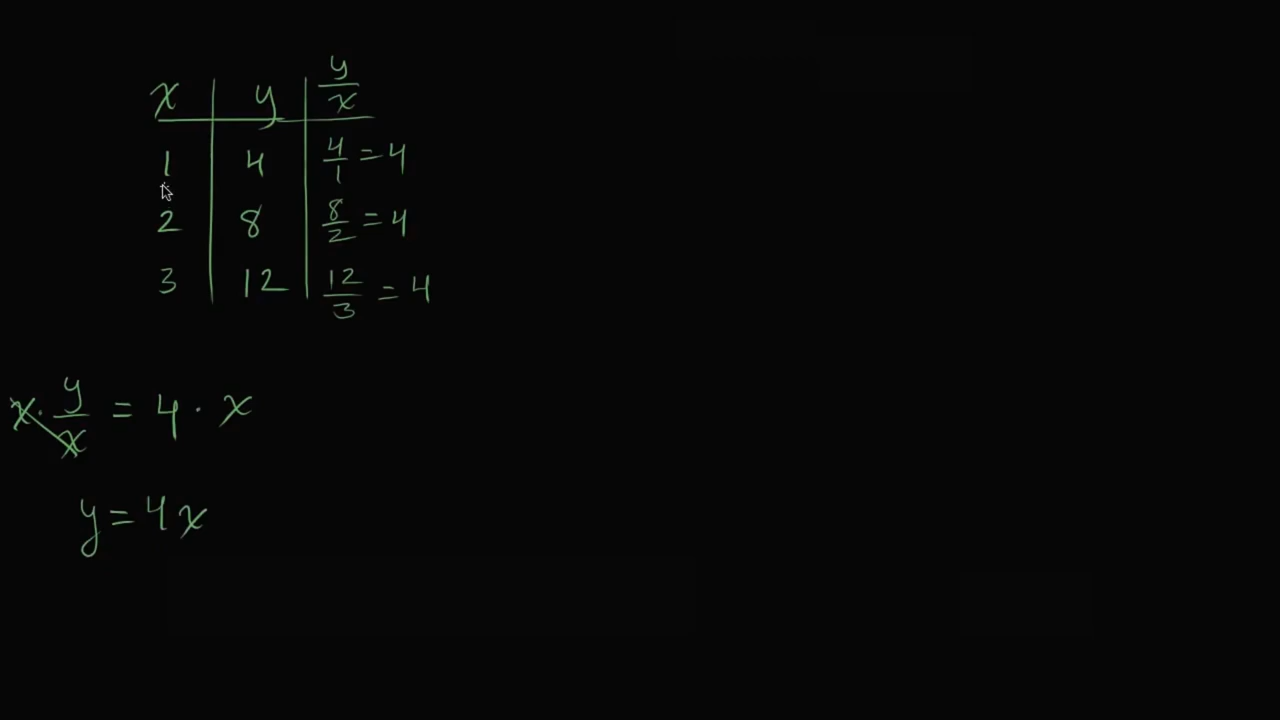 x y y/x
1 4 4/1 = 4
2 8 8/2 = 4
3 12 12/3 = 4
x · y/x = 4 · x
y = 4x